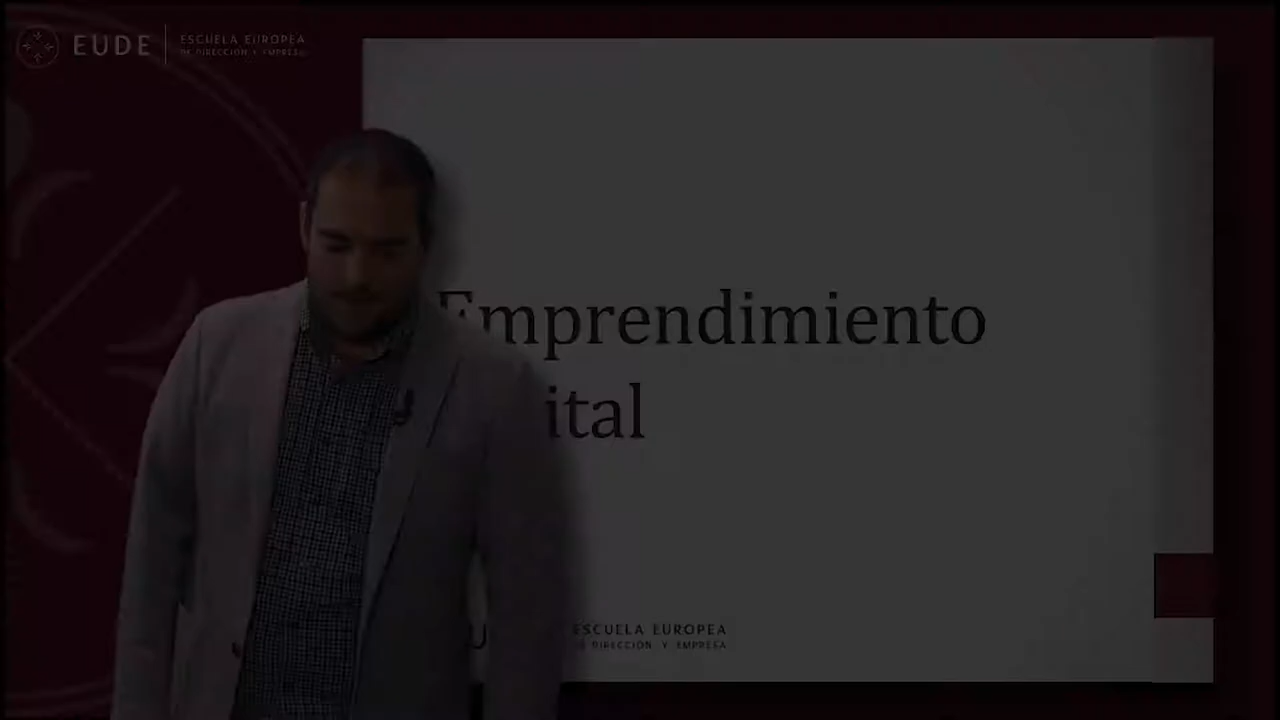 EUDE
ESCUELA EUROPEA
DE DIRECCIÓN Y EMPRESA
Emprendimiento
ital
ESCUELA EUROPEA
DE DIRECCIÓN Y EMPRESA